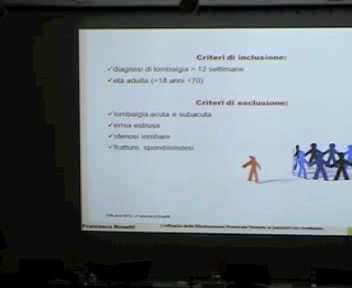 Criteri di inclusione:
✓diagnosi di lombalgia > 12 settimane
✓età adulta (>18 anni <70)
Criteri di esclusione:
✓lombalgia acuta e subacuta
✓ernia estrusa
✓stenosi lombare
✓fratture, spondilolistesi
Francesca Bonetti